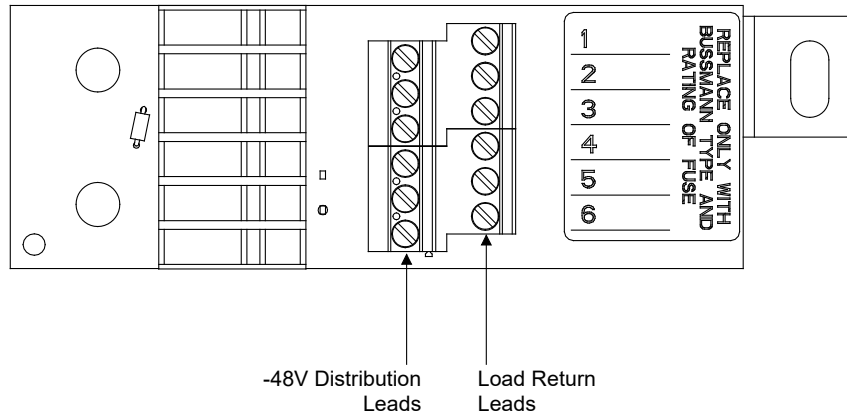 1
2
3
4
5
6
REPLACE ONLY WITH
BUSSMANN TYPE AND
RATING OF FUSE
-48V Distribution
Leads
Load Return
Leads